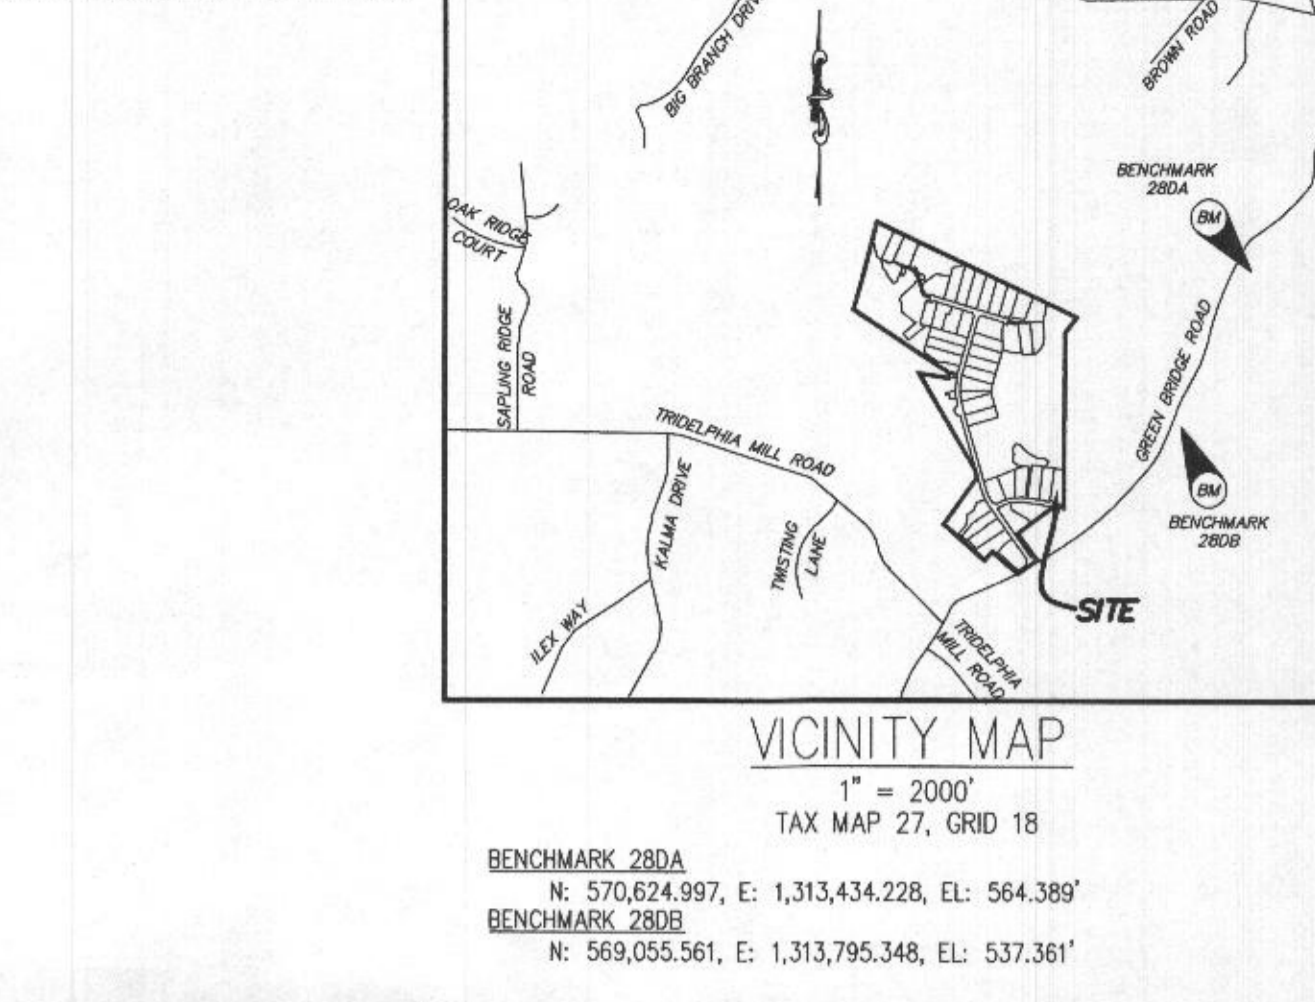 BIG BRANCH DRIV
BROWN ROAD
BENCHMARK
28DA
BM
OAK RIDGE
COURT
SAPLING RIDGE
ROAD
GREEN BRIDGE ROAD
TRIDELPHIA MILL ROAD
KALMA DRIVE
TWISTING
LANE
BM
BENCHMARK
28DB
ILEX WAY
SITE
TRIDELPHIA
MILL ROAD
VICINITY MAP
1" = 2000'
TAX MAP 27, GRID 18
BENCHMARK 28DA
N: 570,624.997, E: 1,313,434.228, EL: 564.389'
BENCHMARK 28DB
N: 569,055.561, E: 1,313,795.348, EL: 537.361'